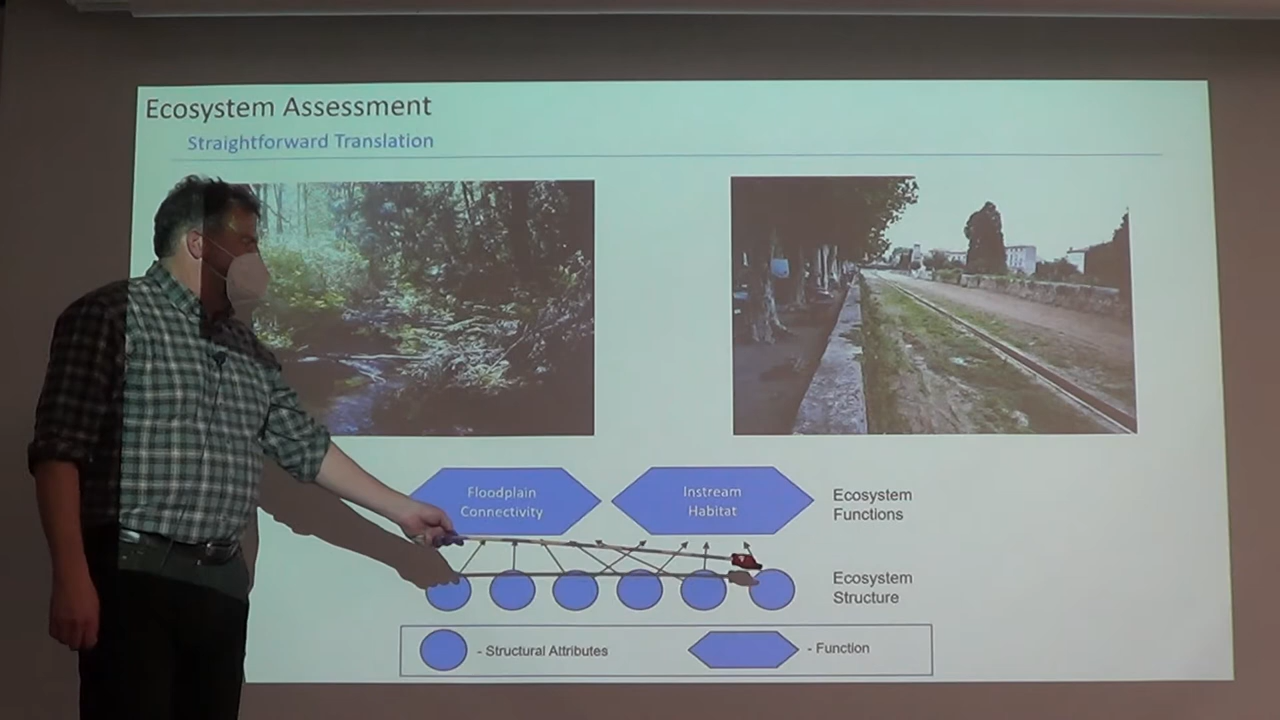 Ecosystem Assessment
Straightforward Translation
Floodplain
Connectivity
Instream
Habitat
Ecosystem
Functions
Ecosystem
Structure
- Structural Attributes
- Function